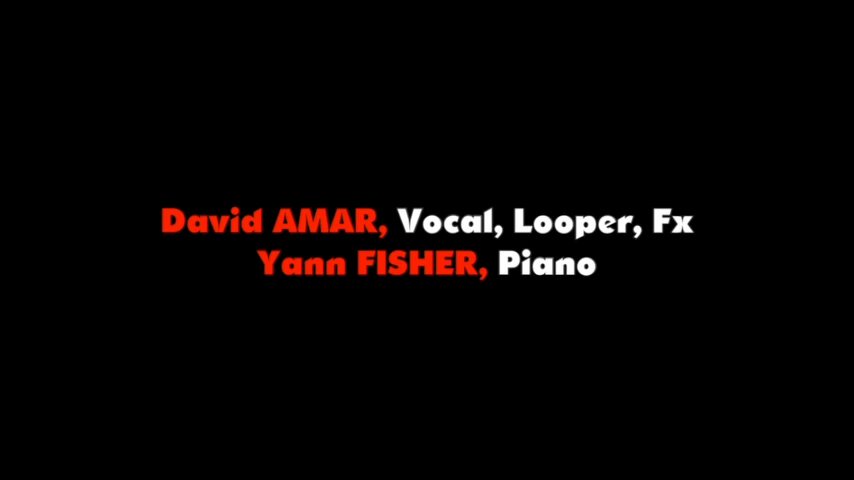 David AMAR, Vocal, Looper, Fx
Yann FISHER, Piano